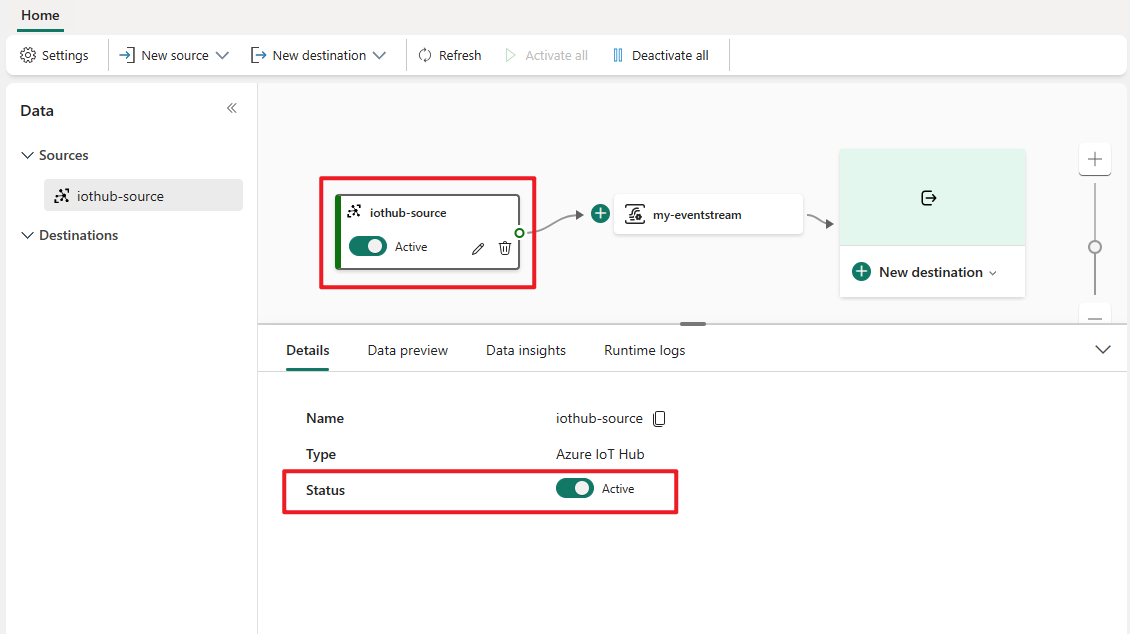 Home
Settings
New source
New destination
Refresh
Activate all
Deactivate all
Data
Sources
iothub-source
Destinations
iothub-source
Active
my-eventstream
New destination
Details
Data preview
Data insights
Runtime logs
Name
iothub-source
Type
Azure IoT Hub
Status
Active